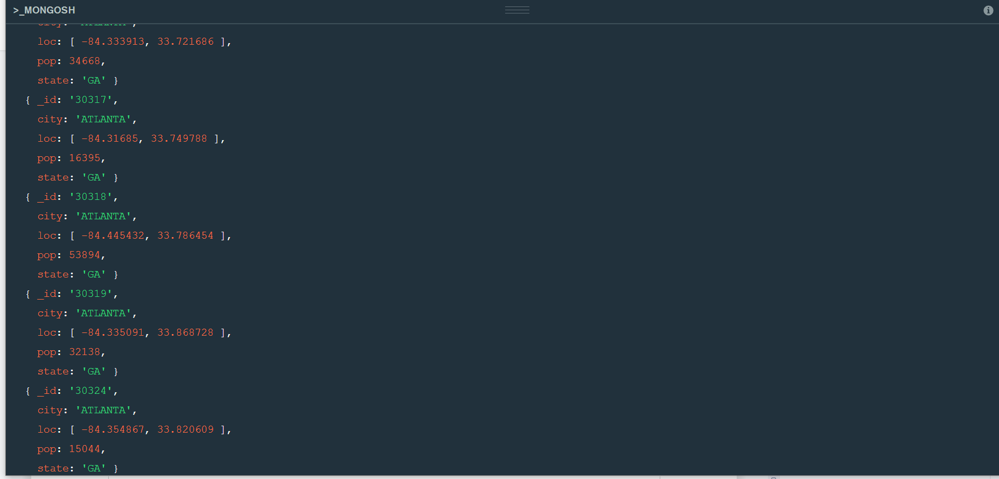 >_MONGOSH
loc: [ -84.333913, 33.721686 ],
pop: 34668,
state: 'GA' }
{ _id: '30317',
city: 'ATLANTA',
loc: [ -84.31685, 33.749788 ],
pop: 16395,
state: 'GA' }
{ _id: '30318',
city: 'ATLANTA',
loc: [ -84.445432, 33.786454 ],
pop: 53894,
state: 'GA' }
{ _id: '30319',
city: 'ATLANTA',
loc: [ -84.335091, 33.868728 ],
pop: 32138,
state: 'GA' }
{ _id: '30324',
city: 'ATLANTA',
loc: [ -84.354867, 33.820609 ],
pop: 15044,
state: 'GA' }